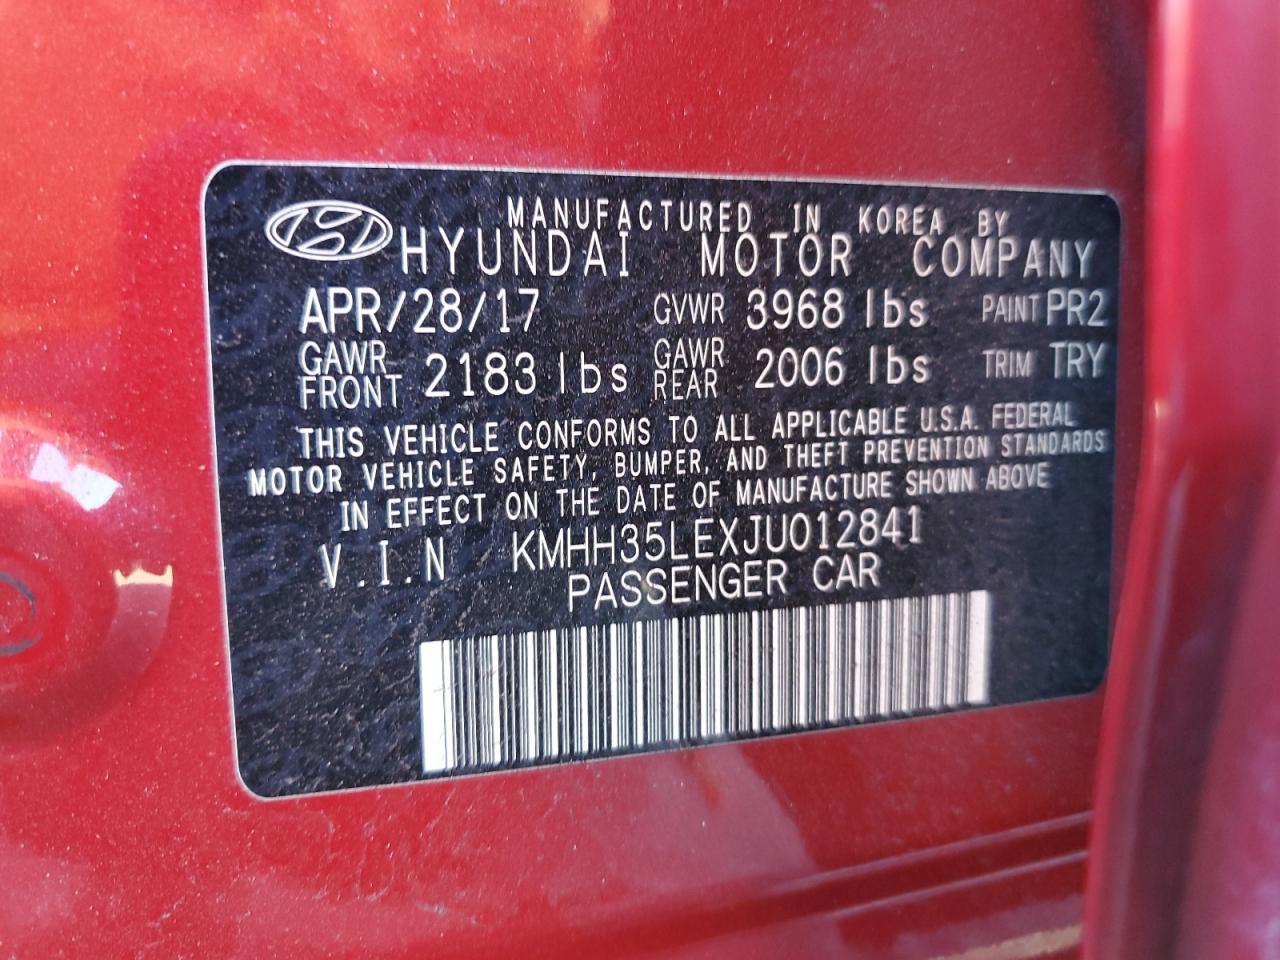 MANUFACTURED IN KOREA BY
HYUNDAI MOTOR COMPANY
APR/28/17 GVWR 3968 lbs PAINT PR2
GAWR FRONT 2183 lbs GAWR REAR 2006 lbs TRIM TRY
THIS VEHICLE CONFORMS TO ALL APPLICABLE U.S.A. FEDERAL
MOTOR VEHICLE SAFETY, BUMPER, AND THEFT PREVENTION STANDARDS
IN EFFECT ON THE DATE OF MANUFACTURE SHOWN ABOVE
V.I.N KMHH35LEXJU012841
PASSENGER CAR